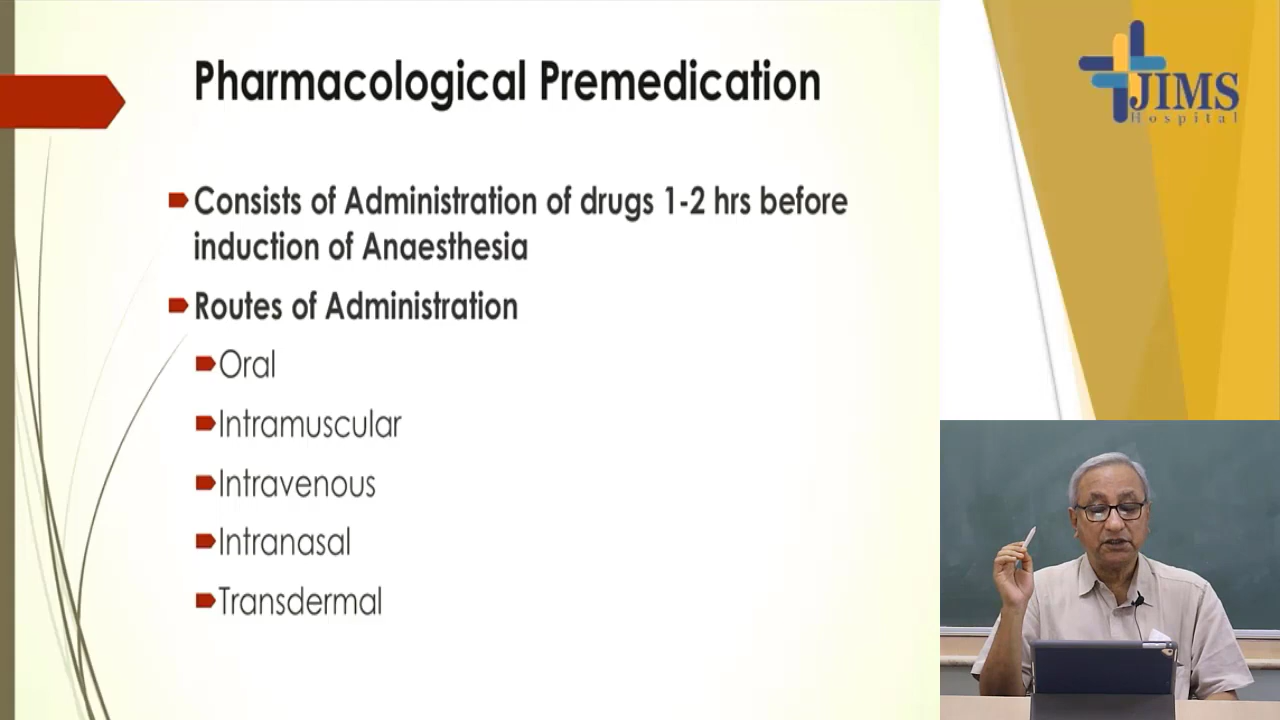 Pharmacological Premedication
JIMS
Hospital
Consists of Administration of drugs 1-2 hrs before
induction of Anaesthesia
Routes of Administration
Oral
Intramuscular
Intravenous
Intranasal
Transdermal